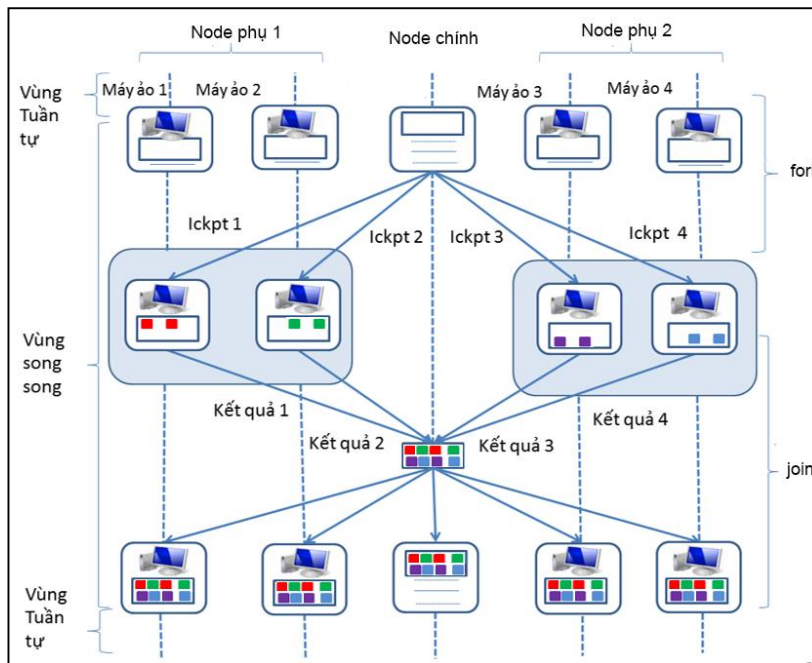 Node phụ 1
Node chính
Node phụ 2
Vùng
Tuần
tự
Máy ảo 1
Máy ảo 2
Máy ảo 3
Máy ảo 4
for
Ickpt 1
Ickpt 2
Ickpt 3
Ickpt 4
Vùng
song
song
Kết quả 1
Kết quả 2
Kết quả 3
Kết quả 4
join
Vùng
Tuần
tự